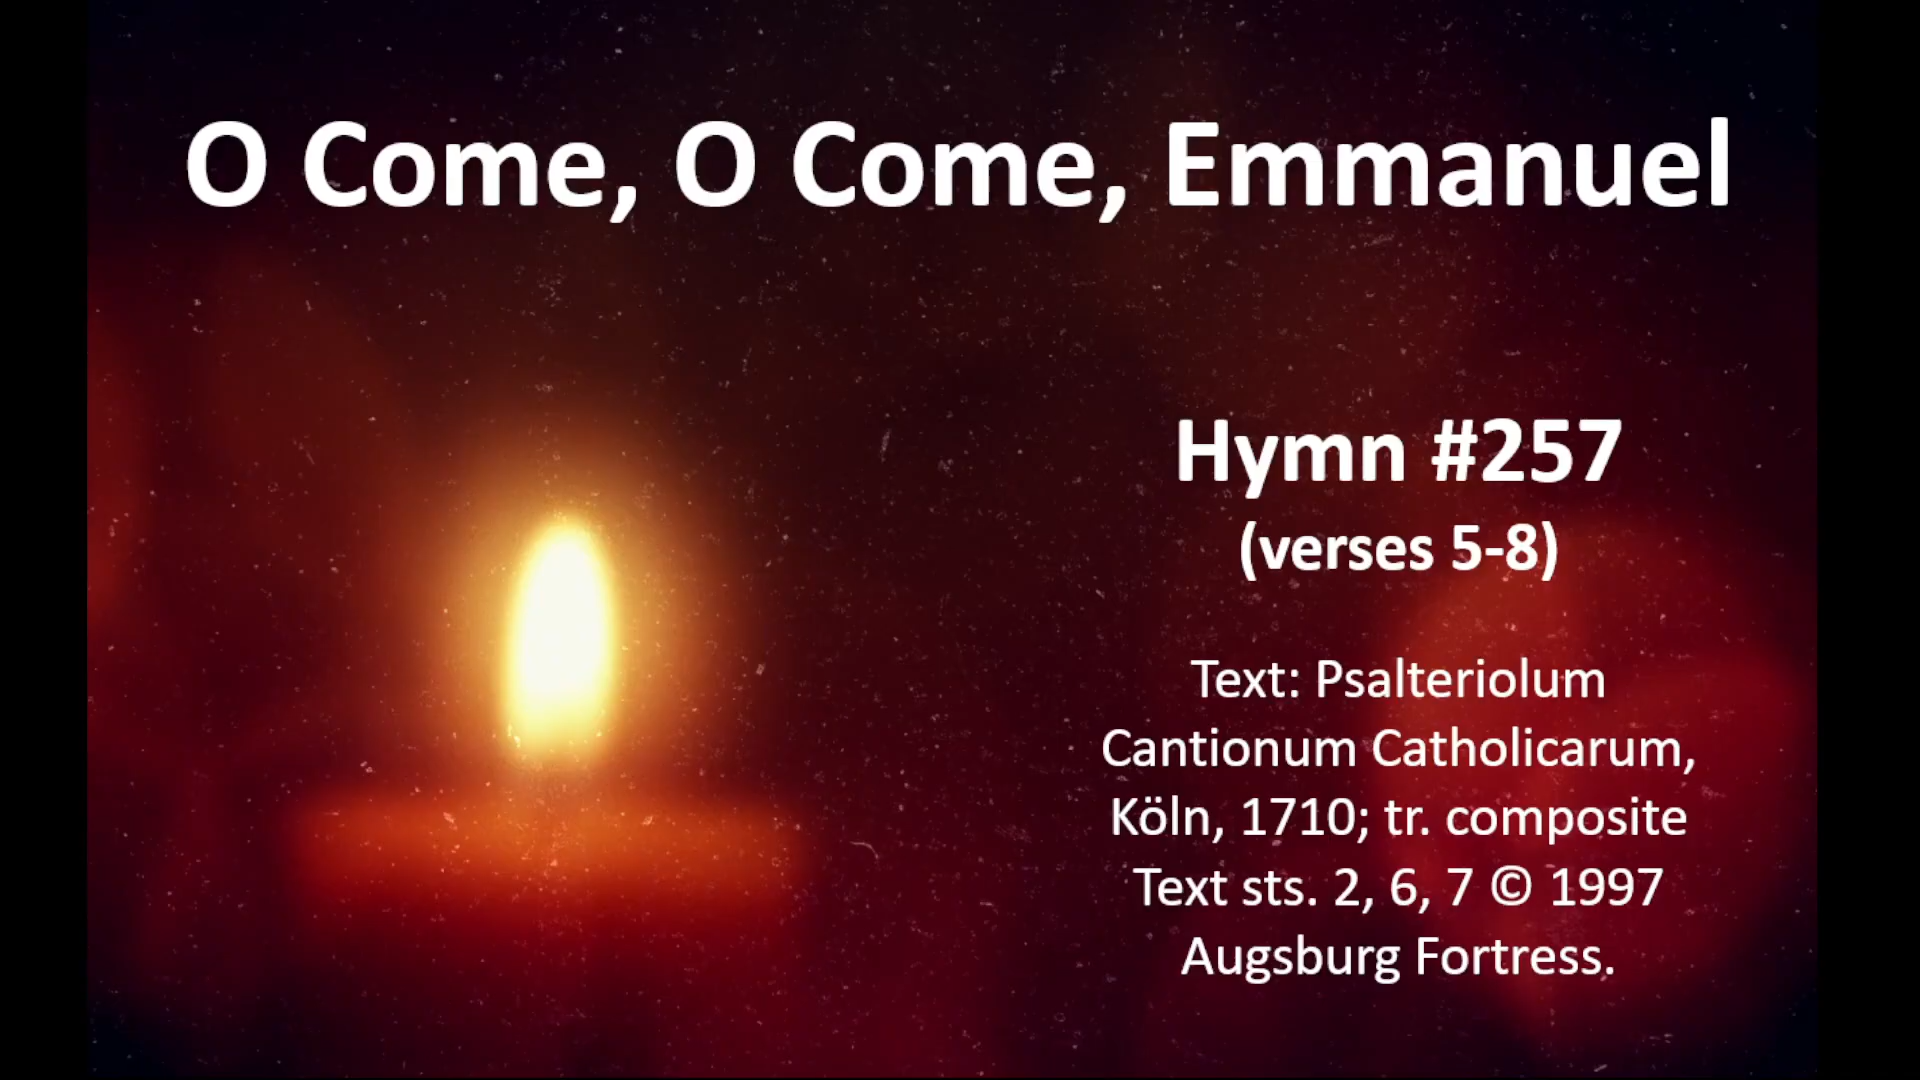 O Come, O Come, Emmanuel
Hymn #257
(verses 5-8)
Text: Psalteriolum
Cantionum Catholicarum,
Köln, 1710; tr. composite
Text sts. 2, 6, 7 © 1997
Augsburg Fortress.